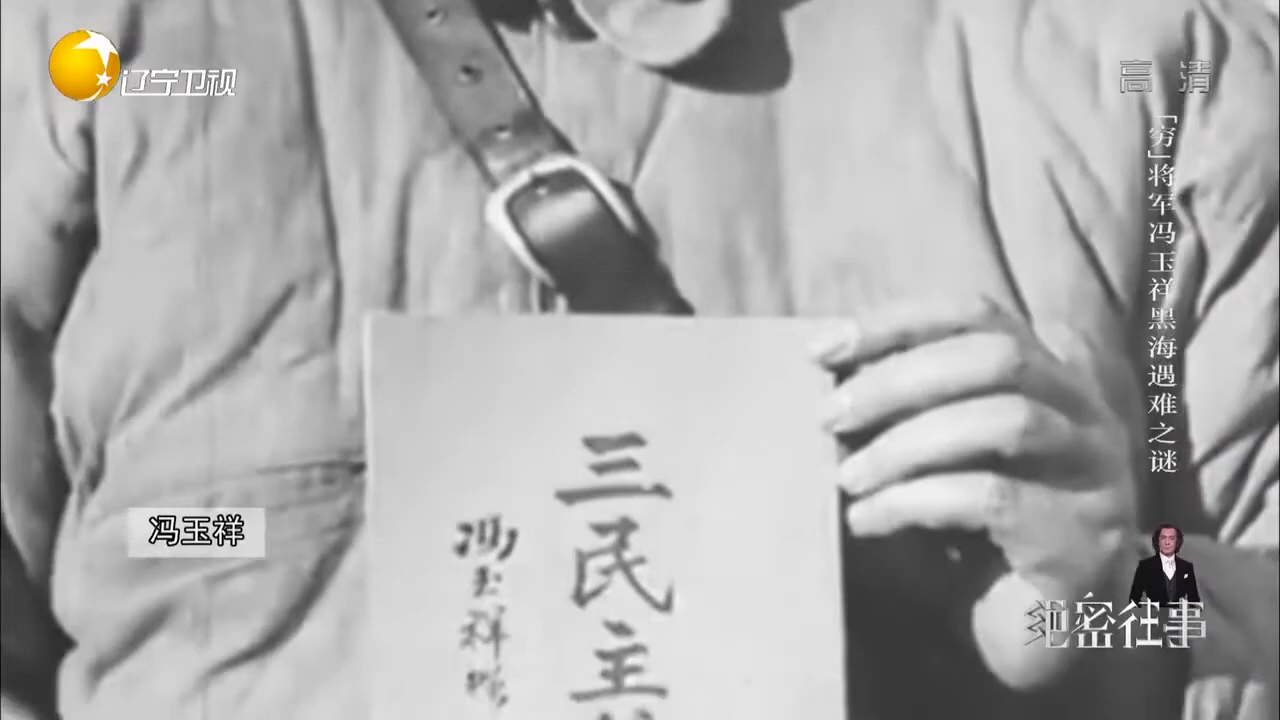 辽宁卫视
高清
「穷」将军冯玉祥黑海遇难之谜
三民主
冯玉祥
冯玉祥
绝密往事